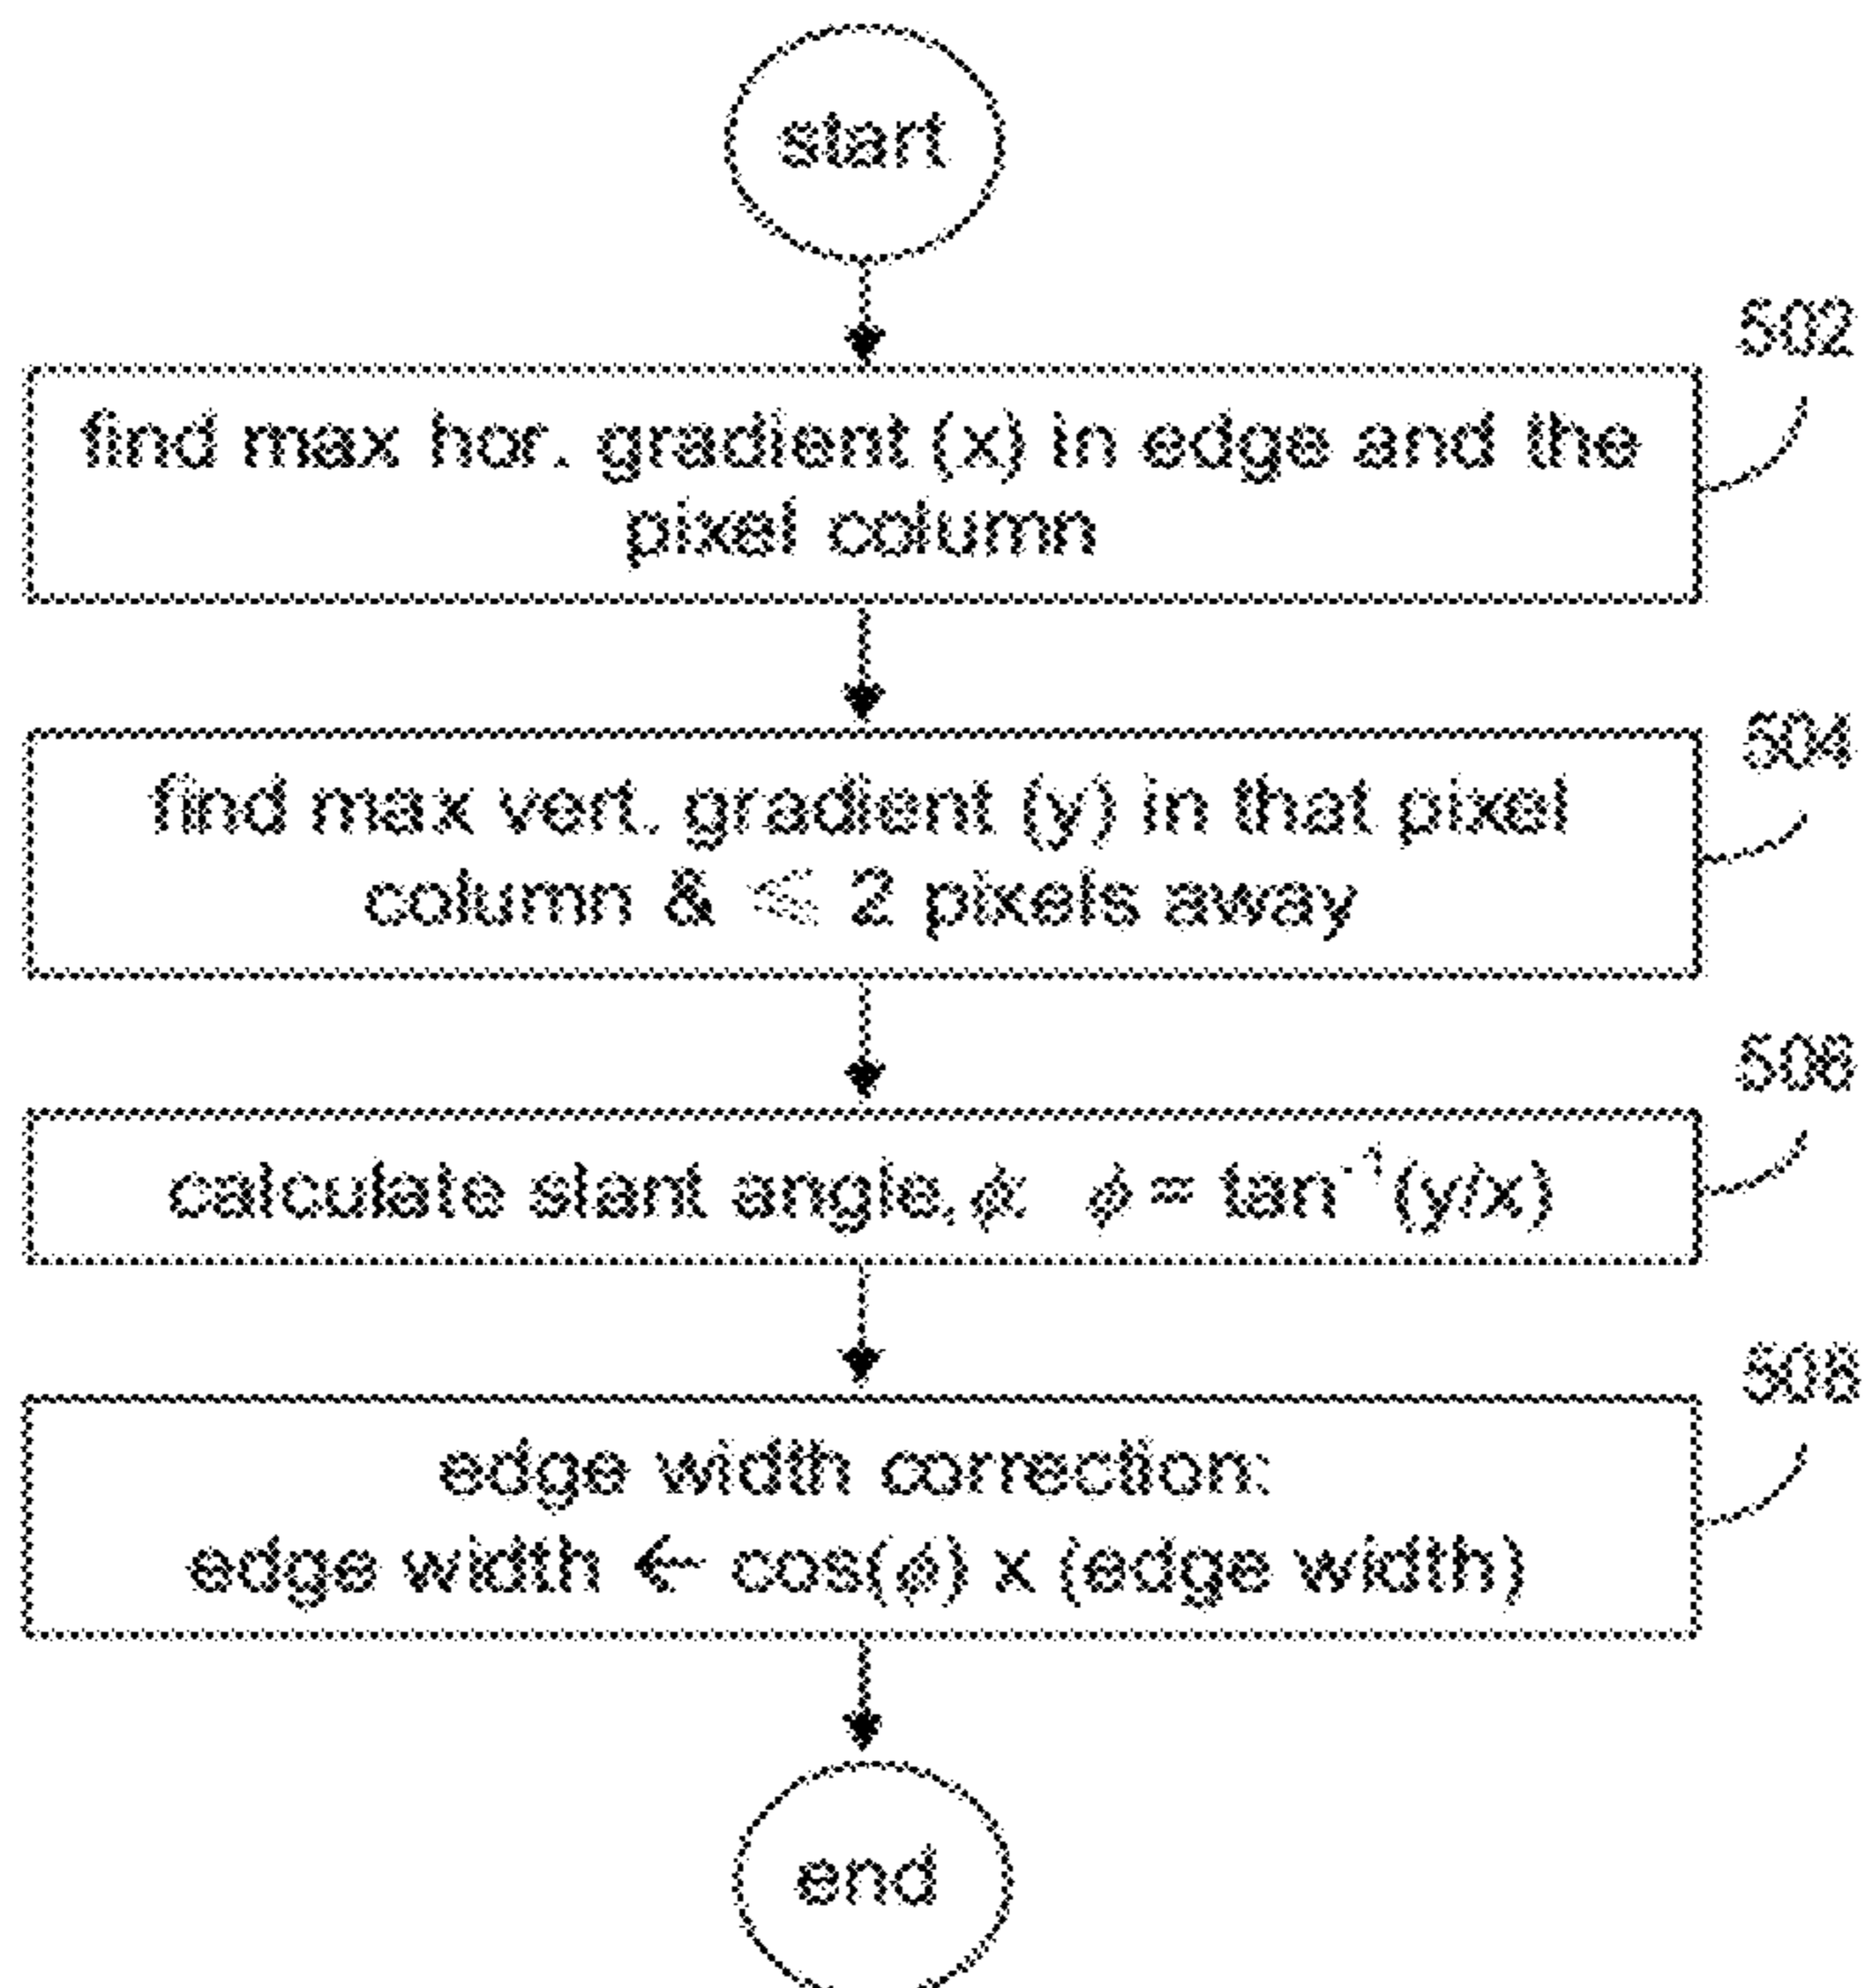 start
502
find max hor. gradient (x) in edge and the
pixel column
504
find max vert. gradient (y) in that pixel
column & ≤ 2 pixels away
506
calculate slant angle, ϕ: ϕ = tan⁻¹(y/x)
508
edge width correction:
edge width ← cos(ϕ) x (edge width)
end